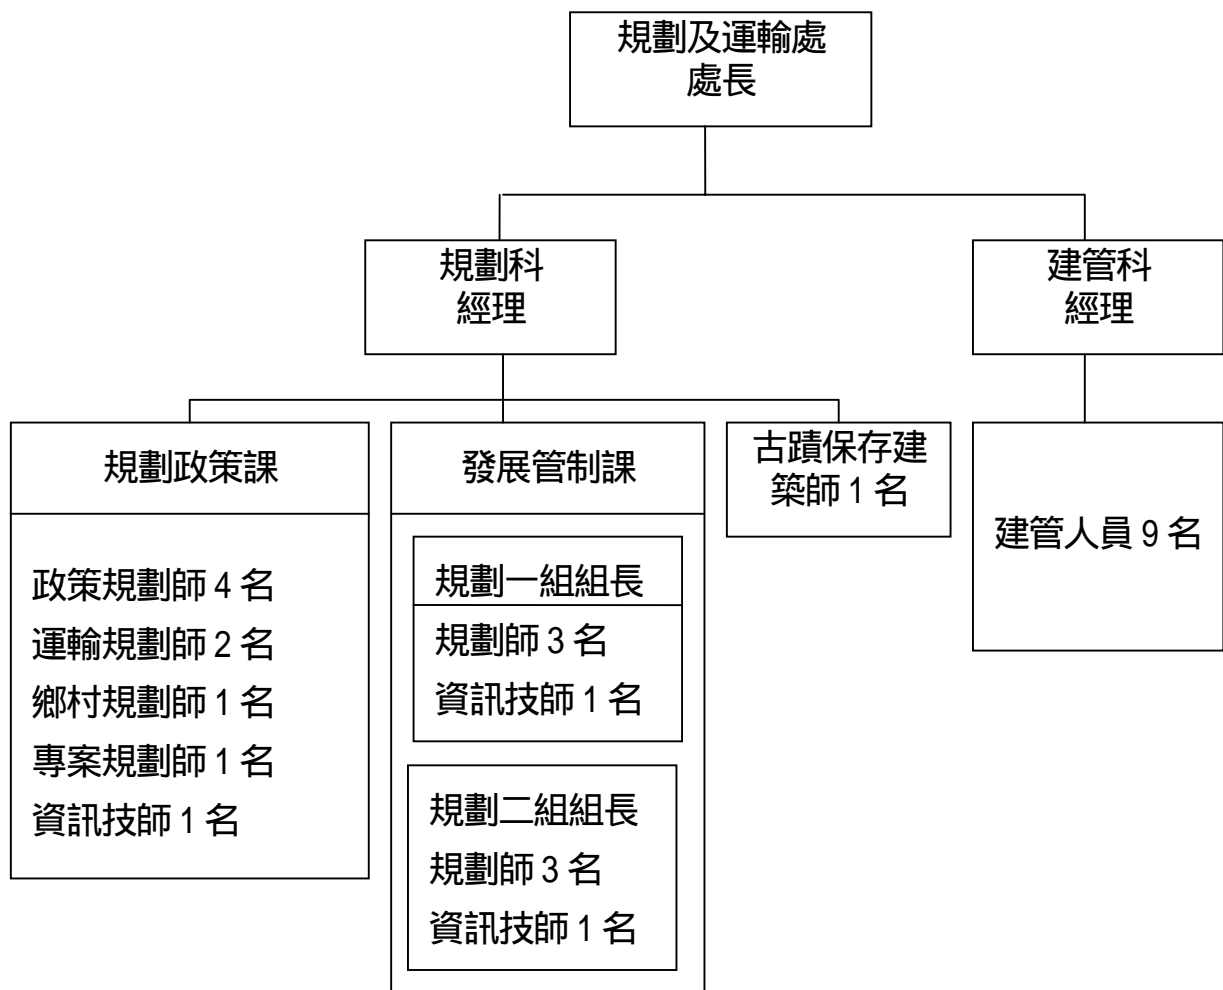 規劃及運輸處
處長
規劃科
經理
建管科
經理
規劃政策課
政策規劃師 4 名
運輸規劃師 2 名
鄉村規劃師 1 名
專案規劃師 1 名
資訊技師 1 名
發展管制課
規劃一組組長
規劃師 3 名
資訊技師 1 名
規劃二組組長
規劃師 3 名
資訊技師 1 名
古蹟保存建
築師 1 名
建管人員 9 名